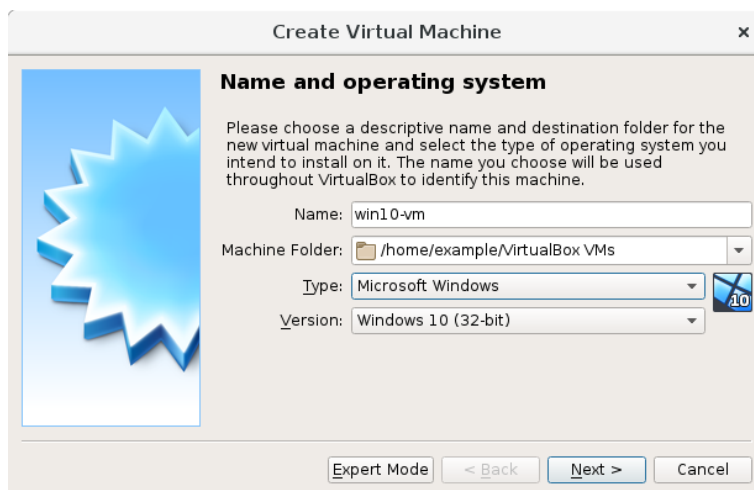 Create Virtual Machine ×
Name and operating system
Please choose a descriptive name and destination folder for the
new virtual machine and select the type of operating system you
intend to install on it. The name you choose will be used
throughout VirtualBox to identify this machine.
Name: win10-vm
Machine Folder: /home/example/VirtualBox VMs
Type: Microsoft Windows
10
Version: Windows 10 (32-bit)
Expert Mode < Back Next > Cancel